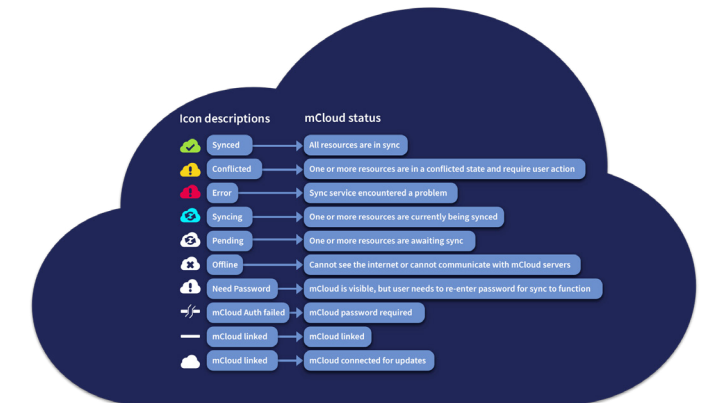 Icon descriptions mCloud status
Synced All resources are in sync
Conflicted One or more resources are in a conflicted state and require user action
Error Sync service encountered a problem
Syncing One or more resources are currently being synced
Pending One or more resources are awaiting sync
Offline Cannot see the internet or cannot communicate with mCloud servers
Need Password mCloud is visible, but user needs to re-enter password for sync to function
mCloud Auth failed mCloud password required
mCloud linked mCloud linked
mCloud linked mCloud connected for updates